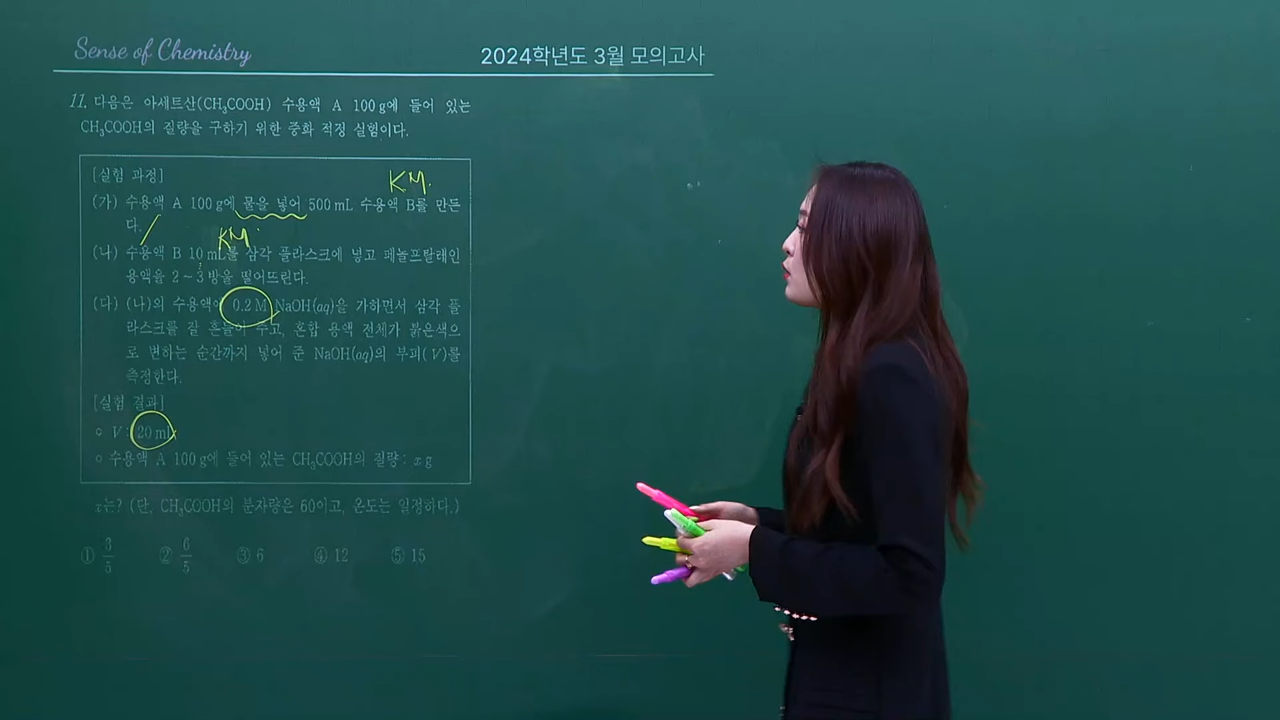 Sense of Chemistry
2024학년도 3월 모의고사
11. 다음은 아세트산(CH₃COOH) 수용액 A 100 g에 들어 있는
CH₃COOH의 질량을 구하기 위한 중화 적정 실험이다.
[실험 과정]
KM.
(가) 수용액 A 100 g에 물을 넣어 500 mL 수용액 B를 만든
다.
KM.
(나) 수용액 B 10 mL를 삼각 플라스크에 넣고 페놀프탈레인
용액을 2 ~ 3방울 떨어뜨린다.
(다) (나)의 수용액에 0.2 M NaOH(aq)을 가하면서 삼각 플
라스크를 잘 흔들어 주고, 혼합 용액 전체가 붉은색으
로 변하는 순간까지 넣어 준 NaOH(aq)의 부피(V)를
측정한다.
[실험 결과]
○ V : 20 mL
○ 수용액 A 100 g에 들어 있는 CH₃COOH의 질량 : x g
x는? (단, CH₃COOH의 분자량은 60이고, 온도는 일정하다.)
① 3/5 ② 6/5 ③ 6 ④ 12 ⑤ 15